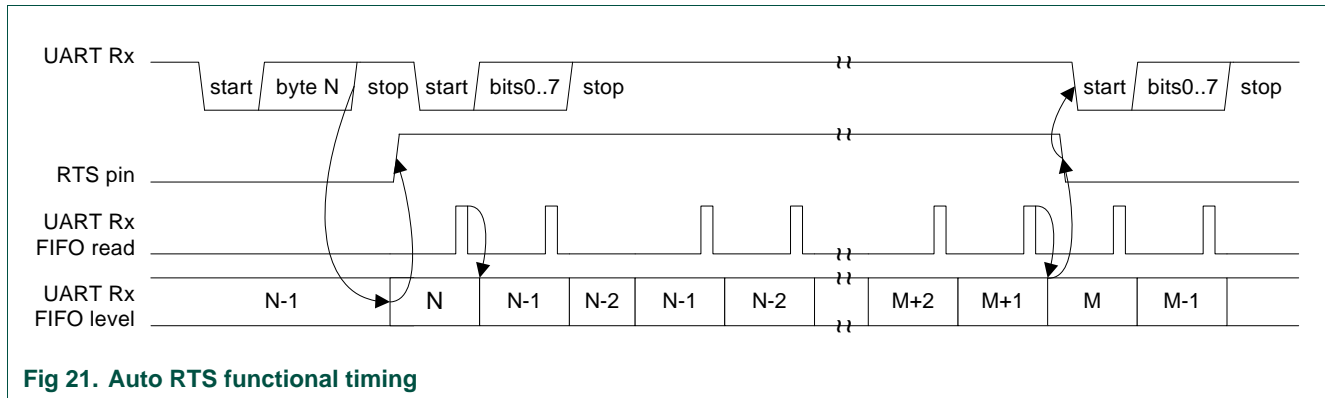 UART Rx
start byte N stop start bits0..7 stop start bits0..7 stop
RTS pin
UART Rx
FIFO read
UART Rx
FIFO level
N-1 N N-1 N-2 N-1 N-2 M+2 M+1 M M-1
Fig 21. Auto RTS functional timing